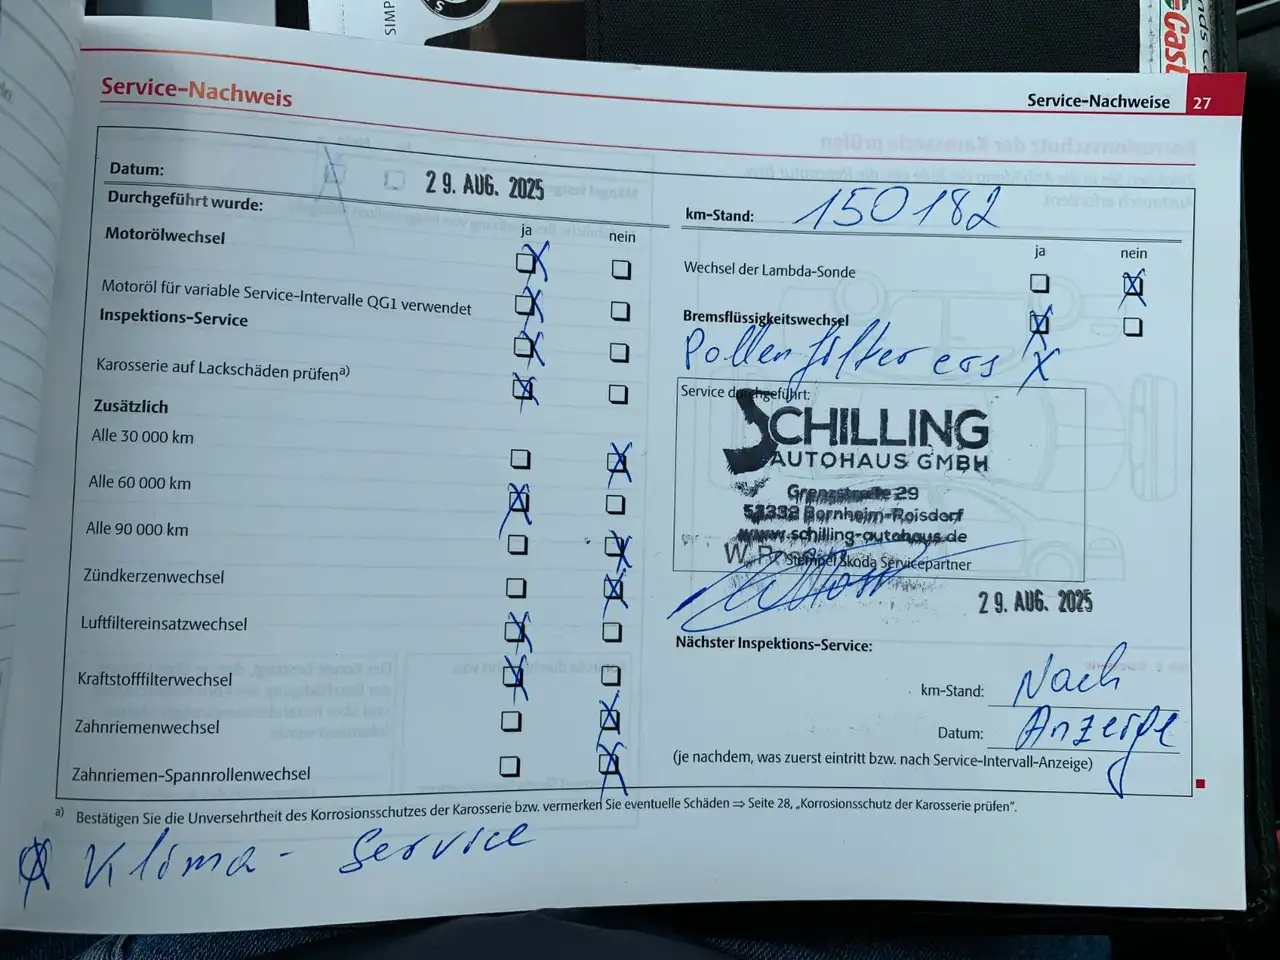 SIMP
Cast
Service-Nachweis
Service-Nachweise 27
Datum: 29. AUG. 2025
Durchgeführt wurde:
ja nein
Motorölwechsel
Motoröl für variable Service-Intervalle QG1 verwendet
Inspektions-Service
Karosserie auf Lackschäden prüfen a)
Zusätzlich
Alle 30 000 km
Alle 60 000 km
Alle 90 000 km
Zündkerzenwechsel
Luftfiltereinsatzwechsel
Kraftstofffilterwechsel
Zahnriemenwechsel
Zahnriemen-Spannrollenwechsel
km-Stand: 150182
ja nein
Wechsel der Lambda-Sonde
Bremsflüssigkeitswechsel
Pollenfilter ers X
Service durchgeführt:
SCHILLING
AUTOHAUS GMBH
Grenzstraße 29
53332 Bornheim-Roisdorf
www.schilling-autohaus.de
Stempel Skoda Servicepartner
29. AUG. 2025
Nächster Inspektions-Service:
km-Stand: Nach
Datum: Anzeige
(je nachdem, was zuerst eintritt bzw. nach Service-Intervall-Anzeige)
a) Bestätigen Sie die Unversehrtheit des Korrosionsschutzes der Karosserie bzw. vermerken Sie eventuelle Schäden ⇒ Seite 28, „Korrosionsschutz der Karosserie prüfen“.
Klima- Service